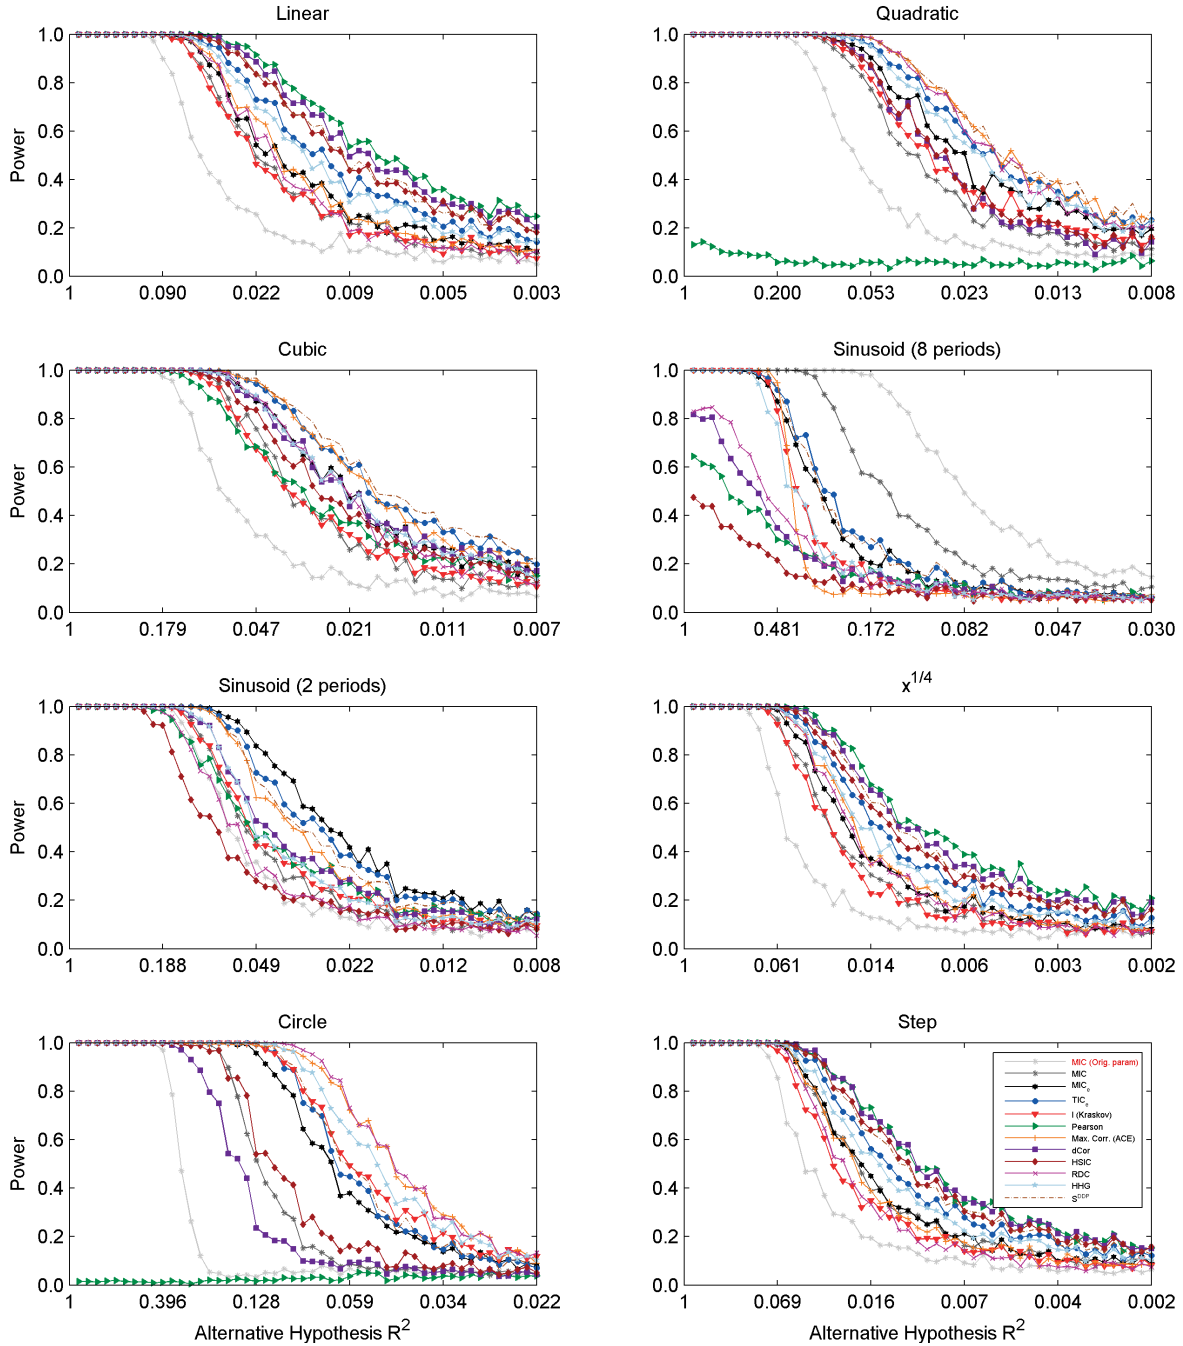 Linear
Power
1.0
0.8
0.6
0.4
0.2
0.0
1 0.090 0.022 0.009 0.005 0.003
Quadratic
1.0
0.8
0.6
0.4
0.2
0.0
1 0.200 0.053 0.023 0.013 0.008
Cubic
Power
1.0
0.8
0.6
0.4
0.2
0.0
1 0.179 0.047 0.021 0.011 0.007
Sinusoid (8 periods)
1.0
0.8
0.6
0.4
0.2
0.0
1 0.481 0.172 0.082 0.047 0.030
Sinusoid (2 periods)
Power
1.0
0.8
0.6
0.4
0.2
0.0
1 0.188 0.049 0.022 0.012 0.008
x^1/4
1.0
0.8
0.6
0.4
0.2
0.0
1 0.061 0.014 0.006 0.003 0.002
Circle
Power
1.0
0.8
0.6
0.4
0.2
0.0
1 0.396 0.128 0.059 0.034 0.022
Alternative Hypothesis R^2
Step
1.0
0.8
0.6
0.4
0.2
0.0
MIC (Orig. param)
MIC
MIC_e
TIC_e
I (Kraskov)
Pearson
Max. Corr. (ACE)
dCor
HSIC
RDC
HHG
S^DDP
1 0.069 0.016 0.007 0.004 0.002
Alternative Hypothesis R^2